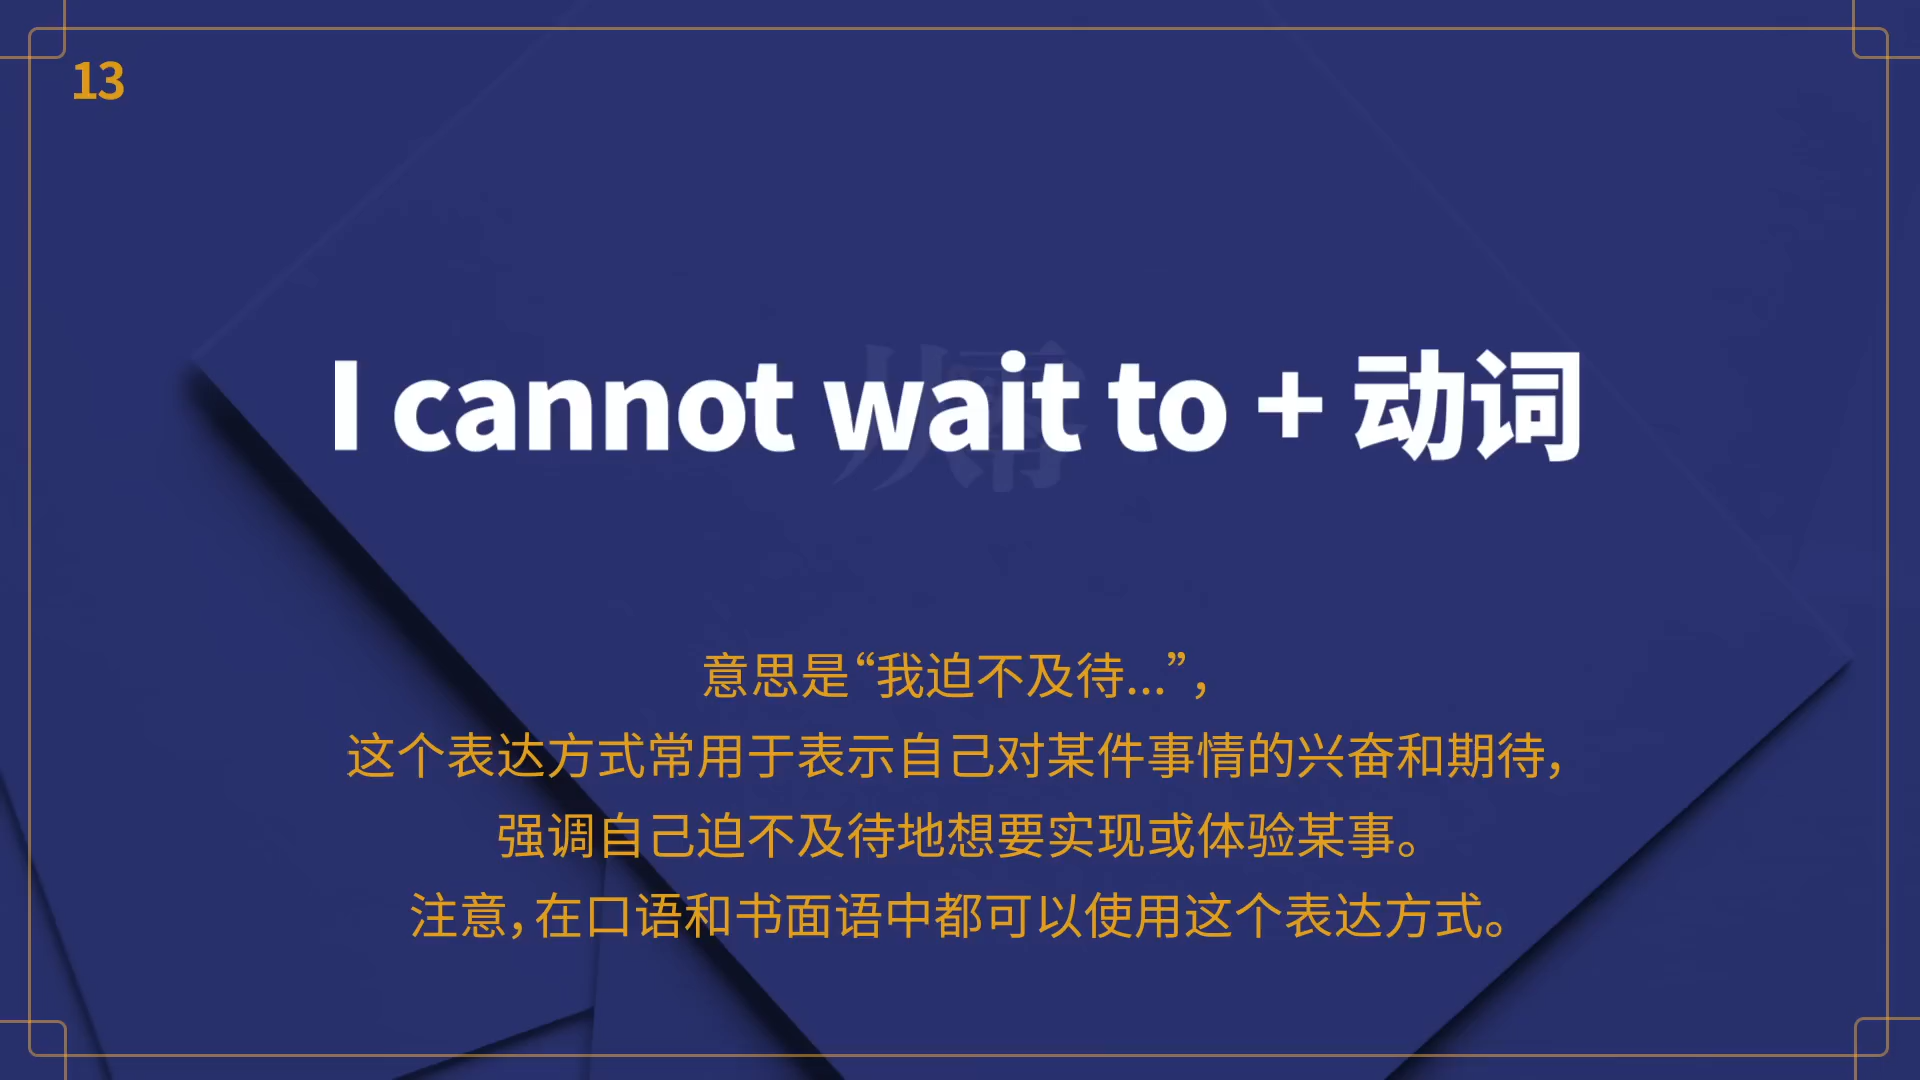 13
I cannot wait to + 动词
意思是“我迫不及待...”，
这个表达方式常用于表示自己对某件事情的兴奋和期待，
强调自己迫不及待地想要实现或体验某事。
注意，在口语和书面语中都可以使用这个表达方式。